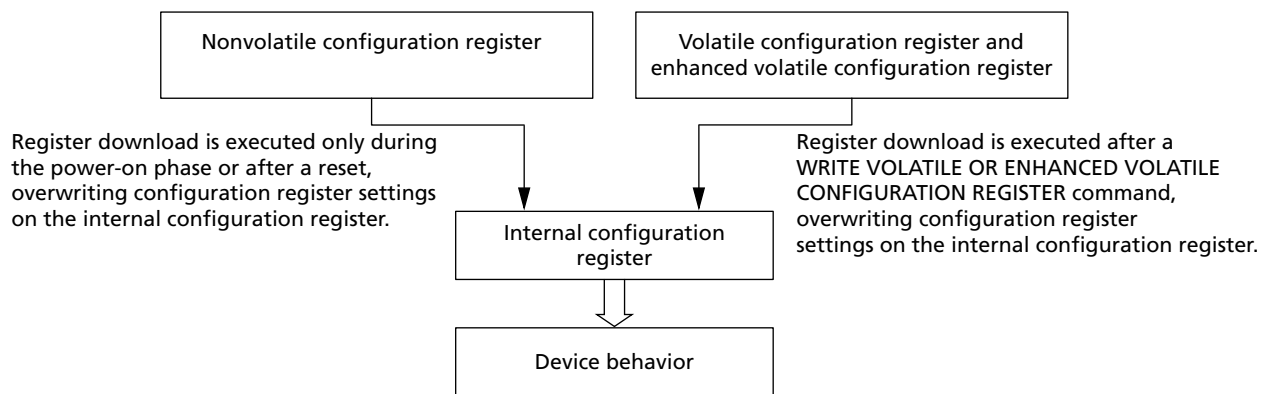 Nonvolatile configuration register
Volatile configuration register and
enhanced volatile configuration register
Register download is executed only during
the power-on phase or after a reset,
overwriting configuration register settings
on the internal configuration register.
Register download is executed after a
WRITE VOLATILE OR ENHANCED VOLATILE
CONFIGURATION REGISTER command,
overwriting configuration register
settings on the internal configuration register.
Internal configuration
register
Device behavior